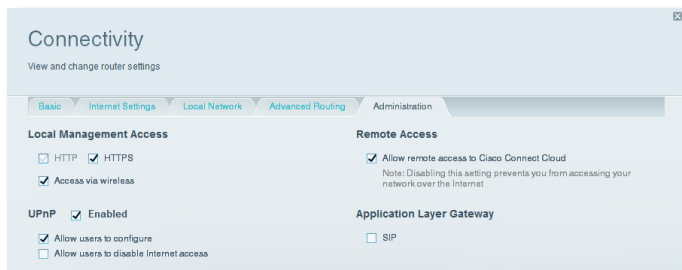 Connectivity
View and change router settings
Basic Internet Settings Local Network Advanced Routing Administration
Local Management Access
HTTP HTTPS
Access via wireless
UPnP Enabled
Allow users to configure
Allow users to disable Internet access
Remote Access
Allow remote access to Cisco Connect Cloud
Note: Disabling this setting prevents you from accessing your
network over the Internet
Application Layer Gateway
SIP